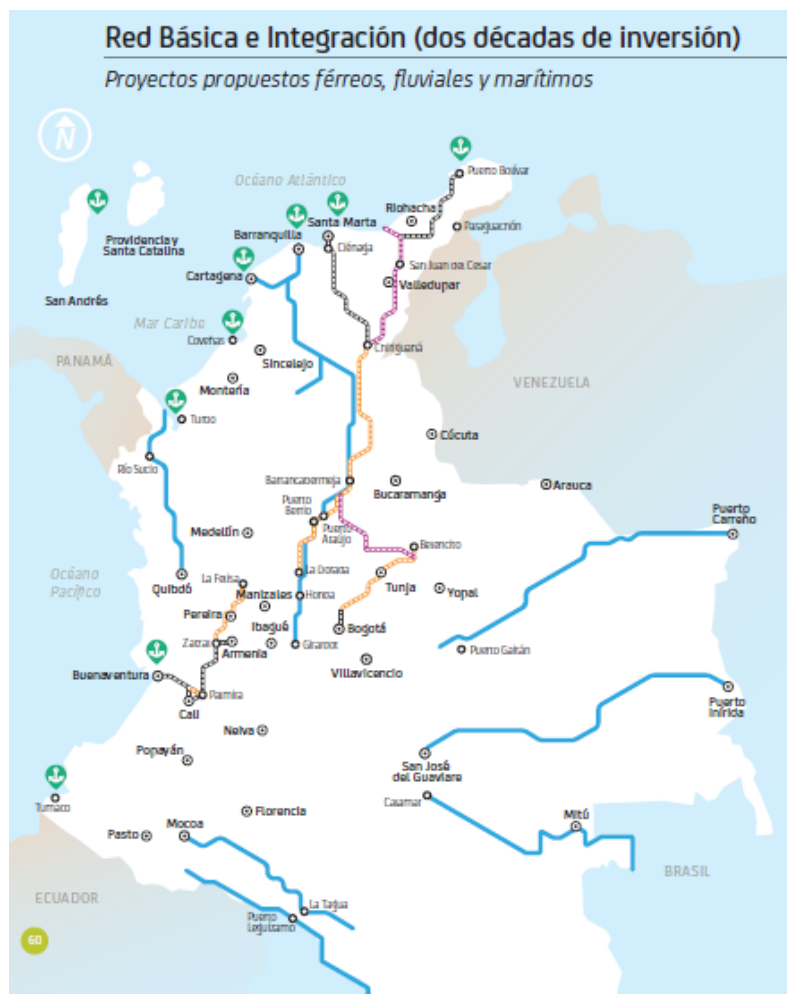 Red Básica e Integración (dos décadas de inversión)
Proyectos propuestos férreos, fluviales y marítimos
N
Océano Atlántico
Puerto Bolívar
Riohacha
Santa Marta
Paraguachón
Providencia y
Santa Catalina
Barranquilla
Ciénaga
San Juan del Cesar
Cartagena
Valledupar
San Andrés
Mar Caribe
Coveñas
Chiriguaná
PANAMÁ
Sincelejo
VENEZUELA
Montería
Turbo
Cúcuta
Río Sucio
Barrancabermeja
Bucaramanga
Arauca
Puerto
Berrío
Puerto
Carreño
Puerto
Araújo
Medellín
Belencito
Océano
Pacífico
La Felisa
La Dorada
Quibdó
Manizales
Honda
Tunja
Yopal
Pereira
Ibagué
Bogotá
Zarzal
Armenia
Girardot
Puerto Gaitán
Villavicencio
Buenaventura
Palmira
Cali
Puerto
Inírida
Neiva
Popayán
San José
del Guaviare
Tumaco
Calamar
Florencia
Mitú
Mocoa
Pasto
BRASIL
ECUADOR
La Tagua
Puerto
Leguízamo
60